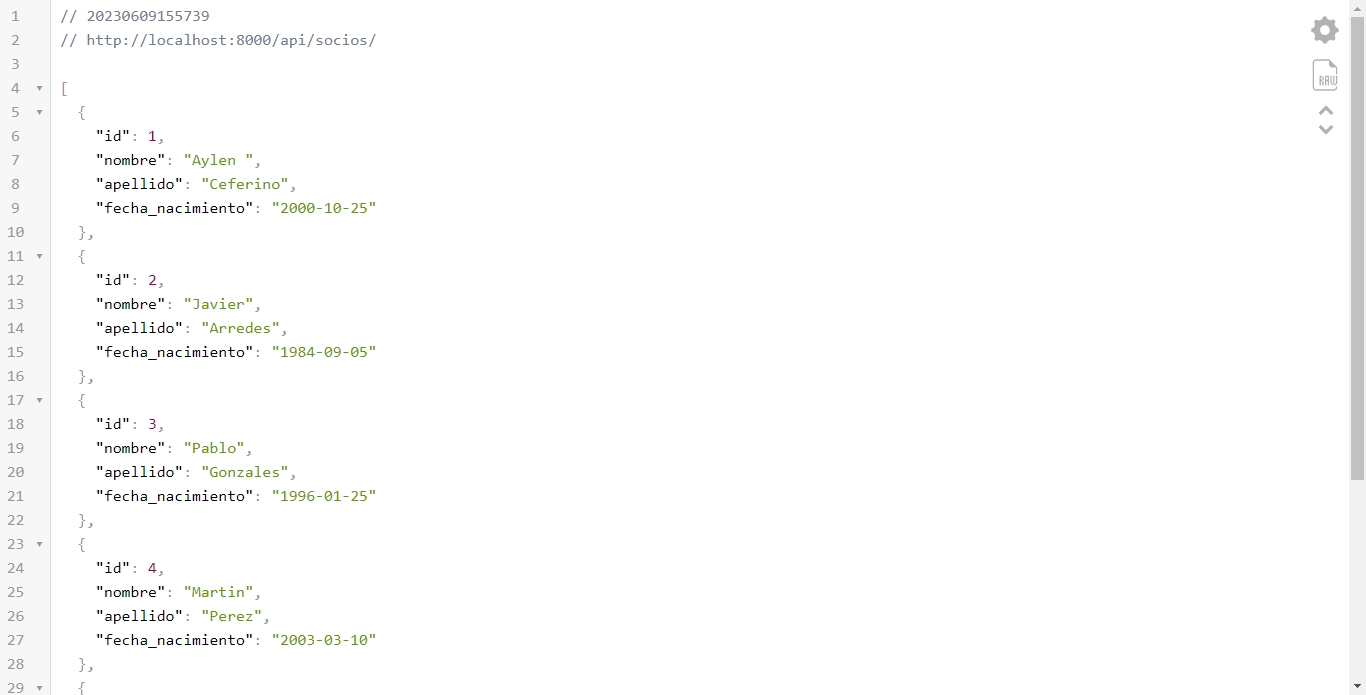 1 // 20230609155739
2 // http://localhost:8000/api/socios/
3
4 [
5 {
6 "id": 1,
7 "nombre": "Aylen ",
8 "apellido": "Ceferino",
9 "fecha_nacimiento": "2000-10-25"
10 },
11 {
12 "id": 2,
13 "nombre": "Javier",
14 "apellido": "Arredes",
15 "fecha_nacimiento": "1984-09-05"
16 },
17 {
18 "id": 3,
19 "nombre": "Pablo",
20 "apellido": "Gonzales",
21 "fecha_nacimiento": "1996-01-25"
22 },
23 {
24 "id": 4,
25 "nombre": "Martin",
26 "apellido": "Perez",
27 "fecha_nacimiento": "2003-03-10"
28 },
29 {
RAW